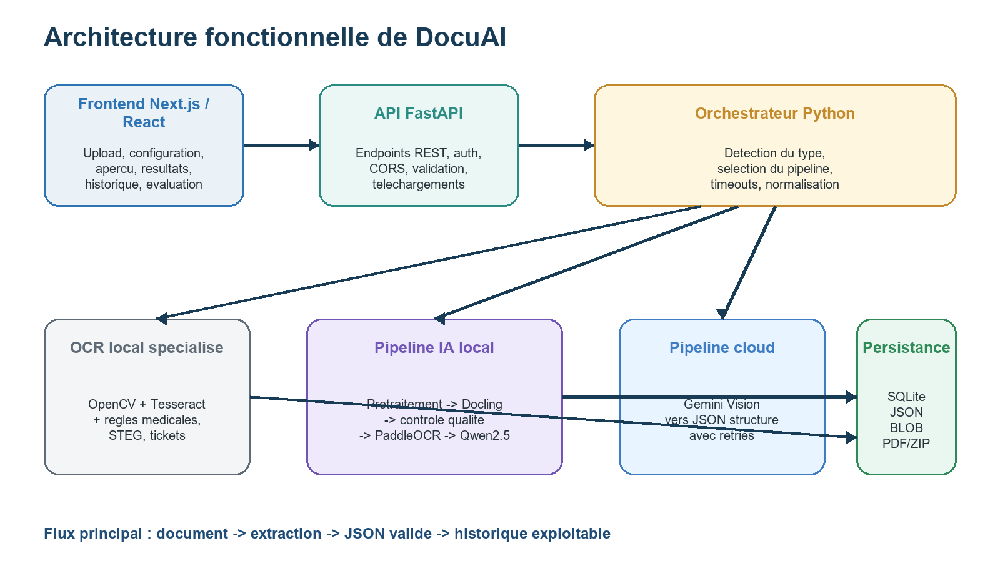 Architecture fonctionnelle de DocuAI
Frontend Next.js /
React
Upload, configuration,
apercu, resultats,
historique, evaluation
API FastAPI
Endpoints REST, auth,
CORS, validation,
telechargements
Orchestrateur Python
Detection du type,
selection du pipeline,
timeouts, normalisation
OCR local specialise
OpenCV + Tesseract
+ regles medicales,
STEG, tickets
Pipeline IA local
Pretraitement -> Docling
-> controle qualite
-> PaddleOCR -> Qwen2.5
Pipeline cloud
Gemini Vision
vers JSON structure
avec retries
Persistance
SQLite
JSON
BLOB
PDF/ZIP
Flux principal : document -> extraction -> JSON valide -> historique exploitable